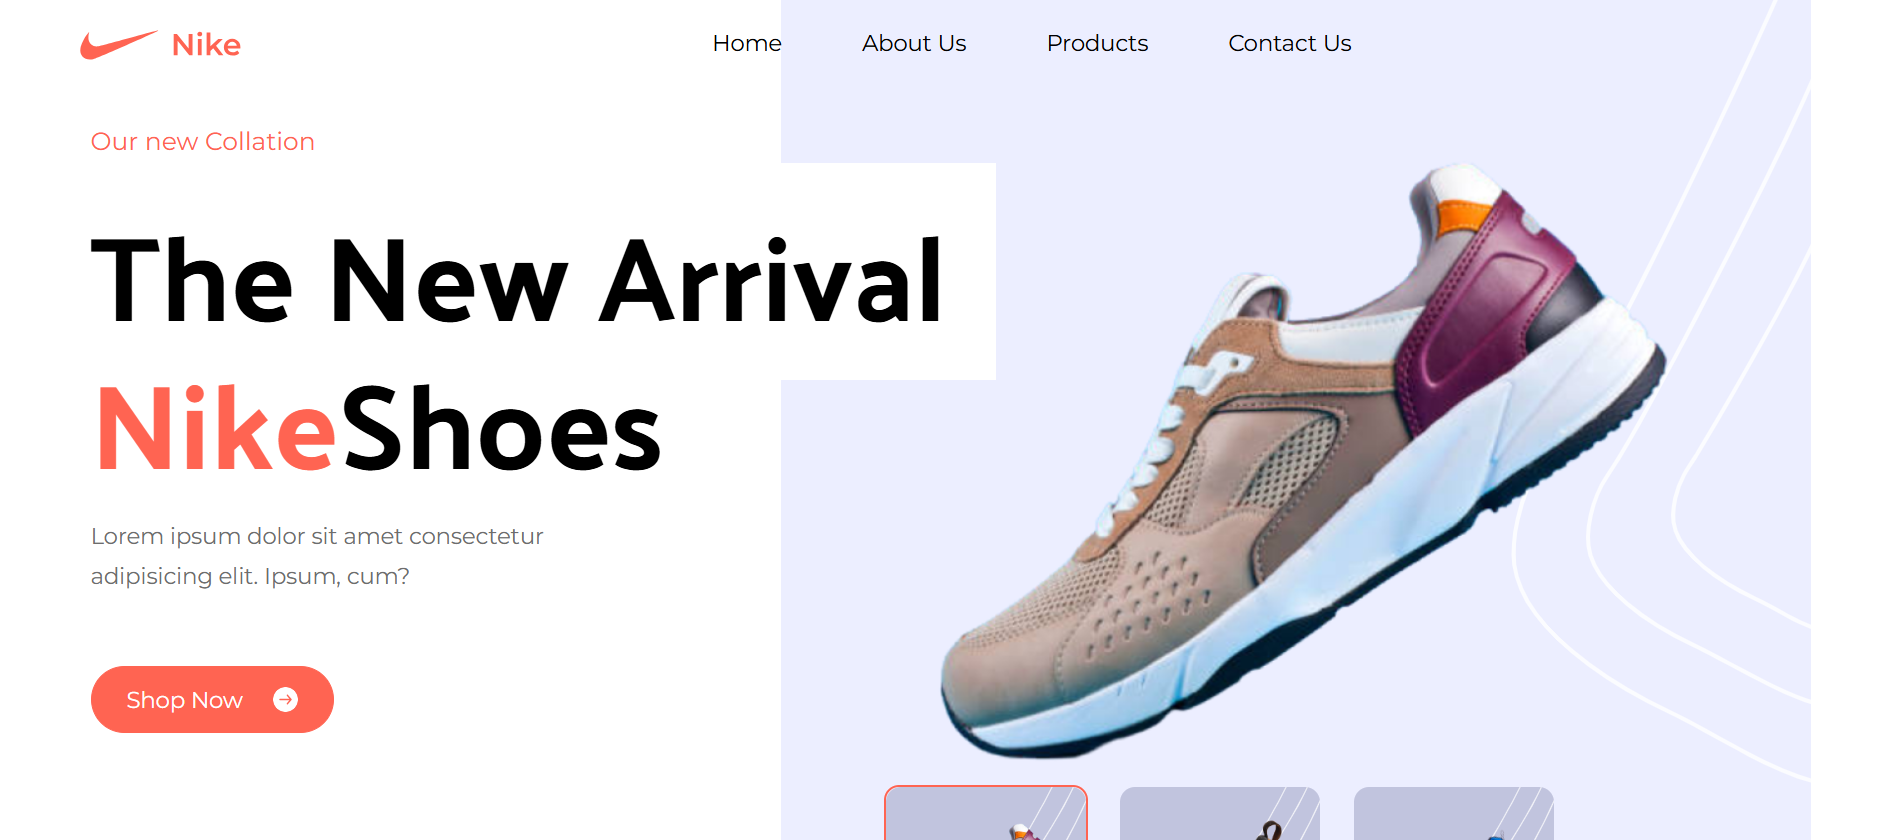 Nike
Home About Us Products Contact Us
Our new Collation
The New Arrival
NikeShoes
Lorem ipsum dolor sit amet consectetur
adipisicing elit. Ipsum, cum?
Shop Now